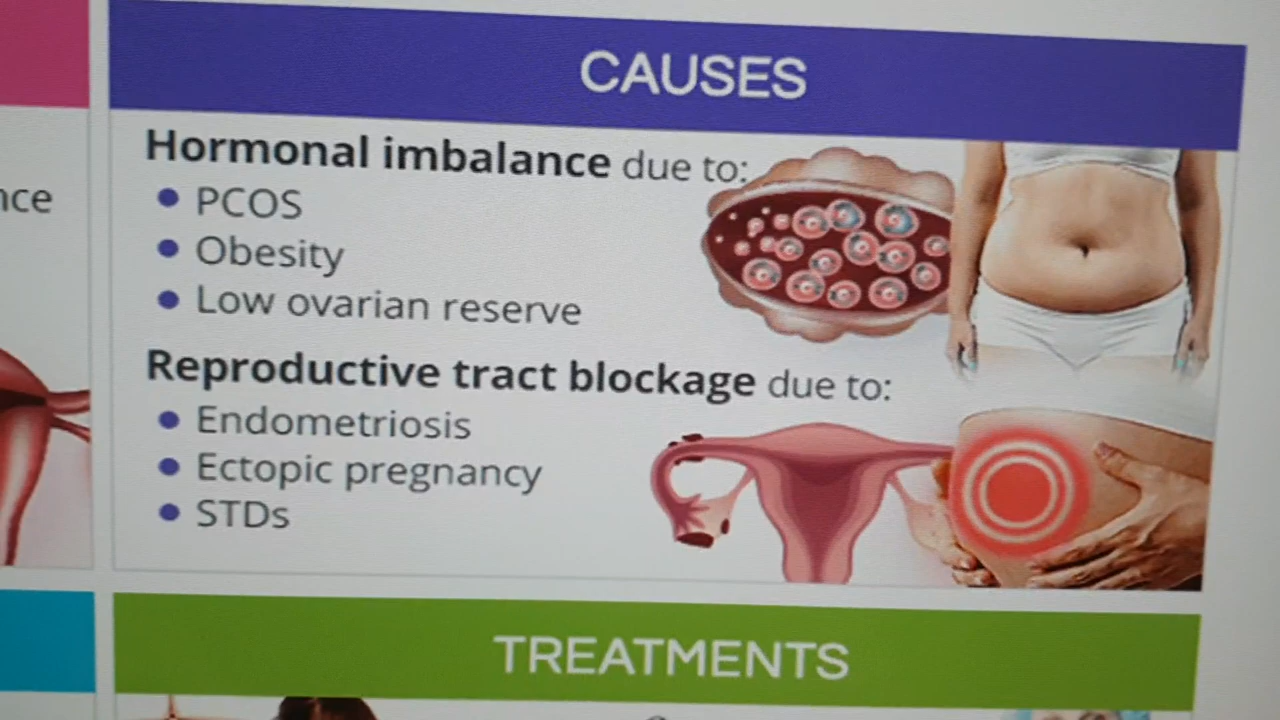 CAUSES
Hormonal imbalance due to:
PCOS
Obesity
Low ovarian reserve
Reproductive tract blockage due to:
Endometriosis
Ectopic pregnancy
STDs
TREATMENTS